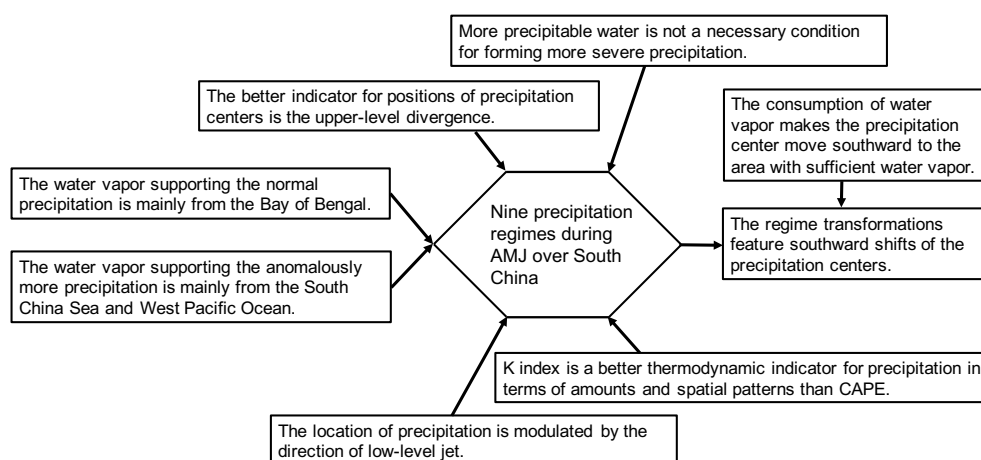 More precipitable water is not a necessary condition
for forming more severe precipitation.
The better indicator for positions of precipitation
centers is the upper-level divergence.
The consumption of water
vapor makes the precipitation
center move southward to the
area with sufficient water vapor.
The water vapor supporting the normal
precipitation is mainly from the Bay of Bengal.
Nine precipitation
regimes during
AMJ over South
China
The regime transformations
feature southward shifts of the
precipitation centers.
The water vapor supporting the anomalously
more precipitation is mainly from the South
China Sea and West Pacific Ocean.
K index is a better thermodynamic indicator for precipitation in
terms of amounts and spatial patterns than CAPE.
The location of precipitation is modulated by the
direction of low-level jet.